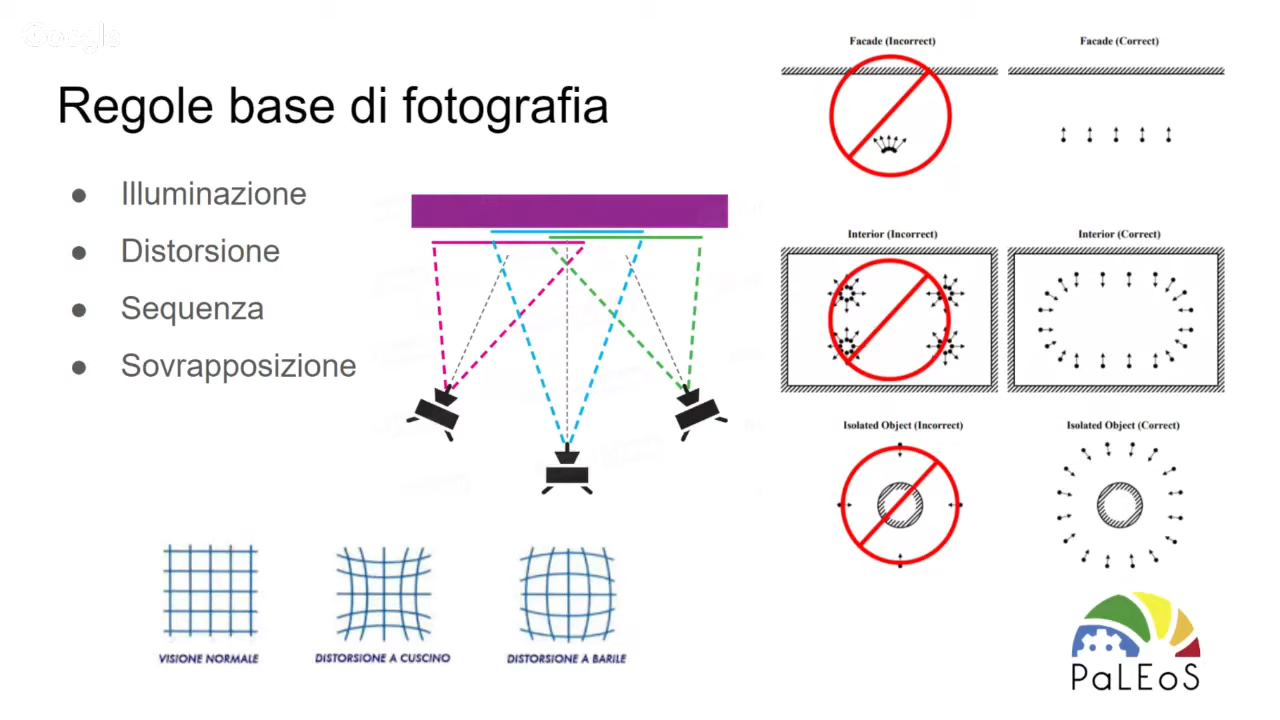 Google
Regole base di fotografia
● Illuminazione
● Distorsione
● Sequenza
● Sovrapposizione
VISIONE NORMALE
DISTORSIONE A CUSCINO
DISTORSIONE A BARILE
Facade (Incorrect)
Facade (Correct)
Interior (Incorrect)
Interior (Correct)
Isolated Object (Incorrect)
Isolated Object (Correct)
PaLEoS